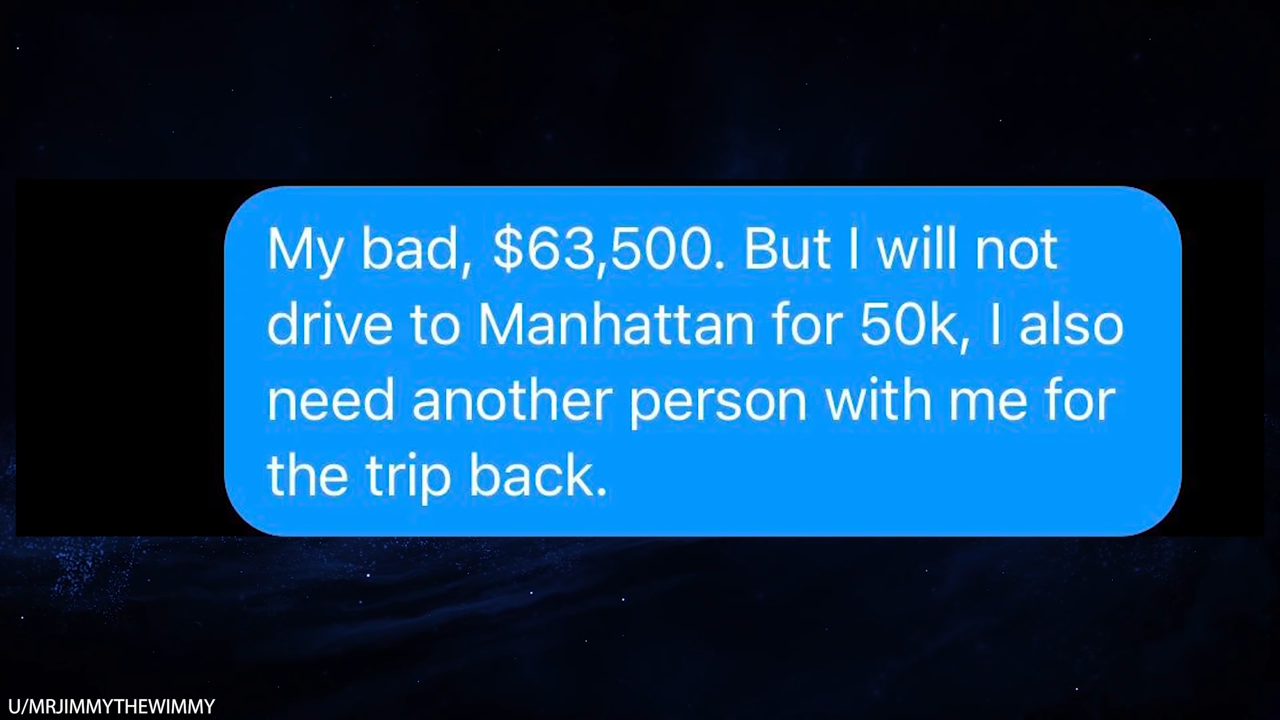 My bad, $63,500. But I will not
drive to Manhattan for 50k, I also
need another person with me for
the trip back.
U/MRJIMMYTHEWIMMY